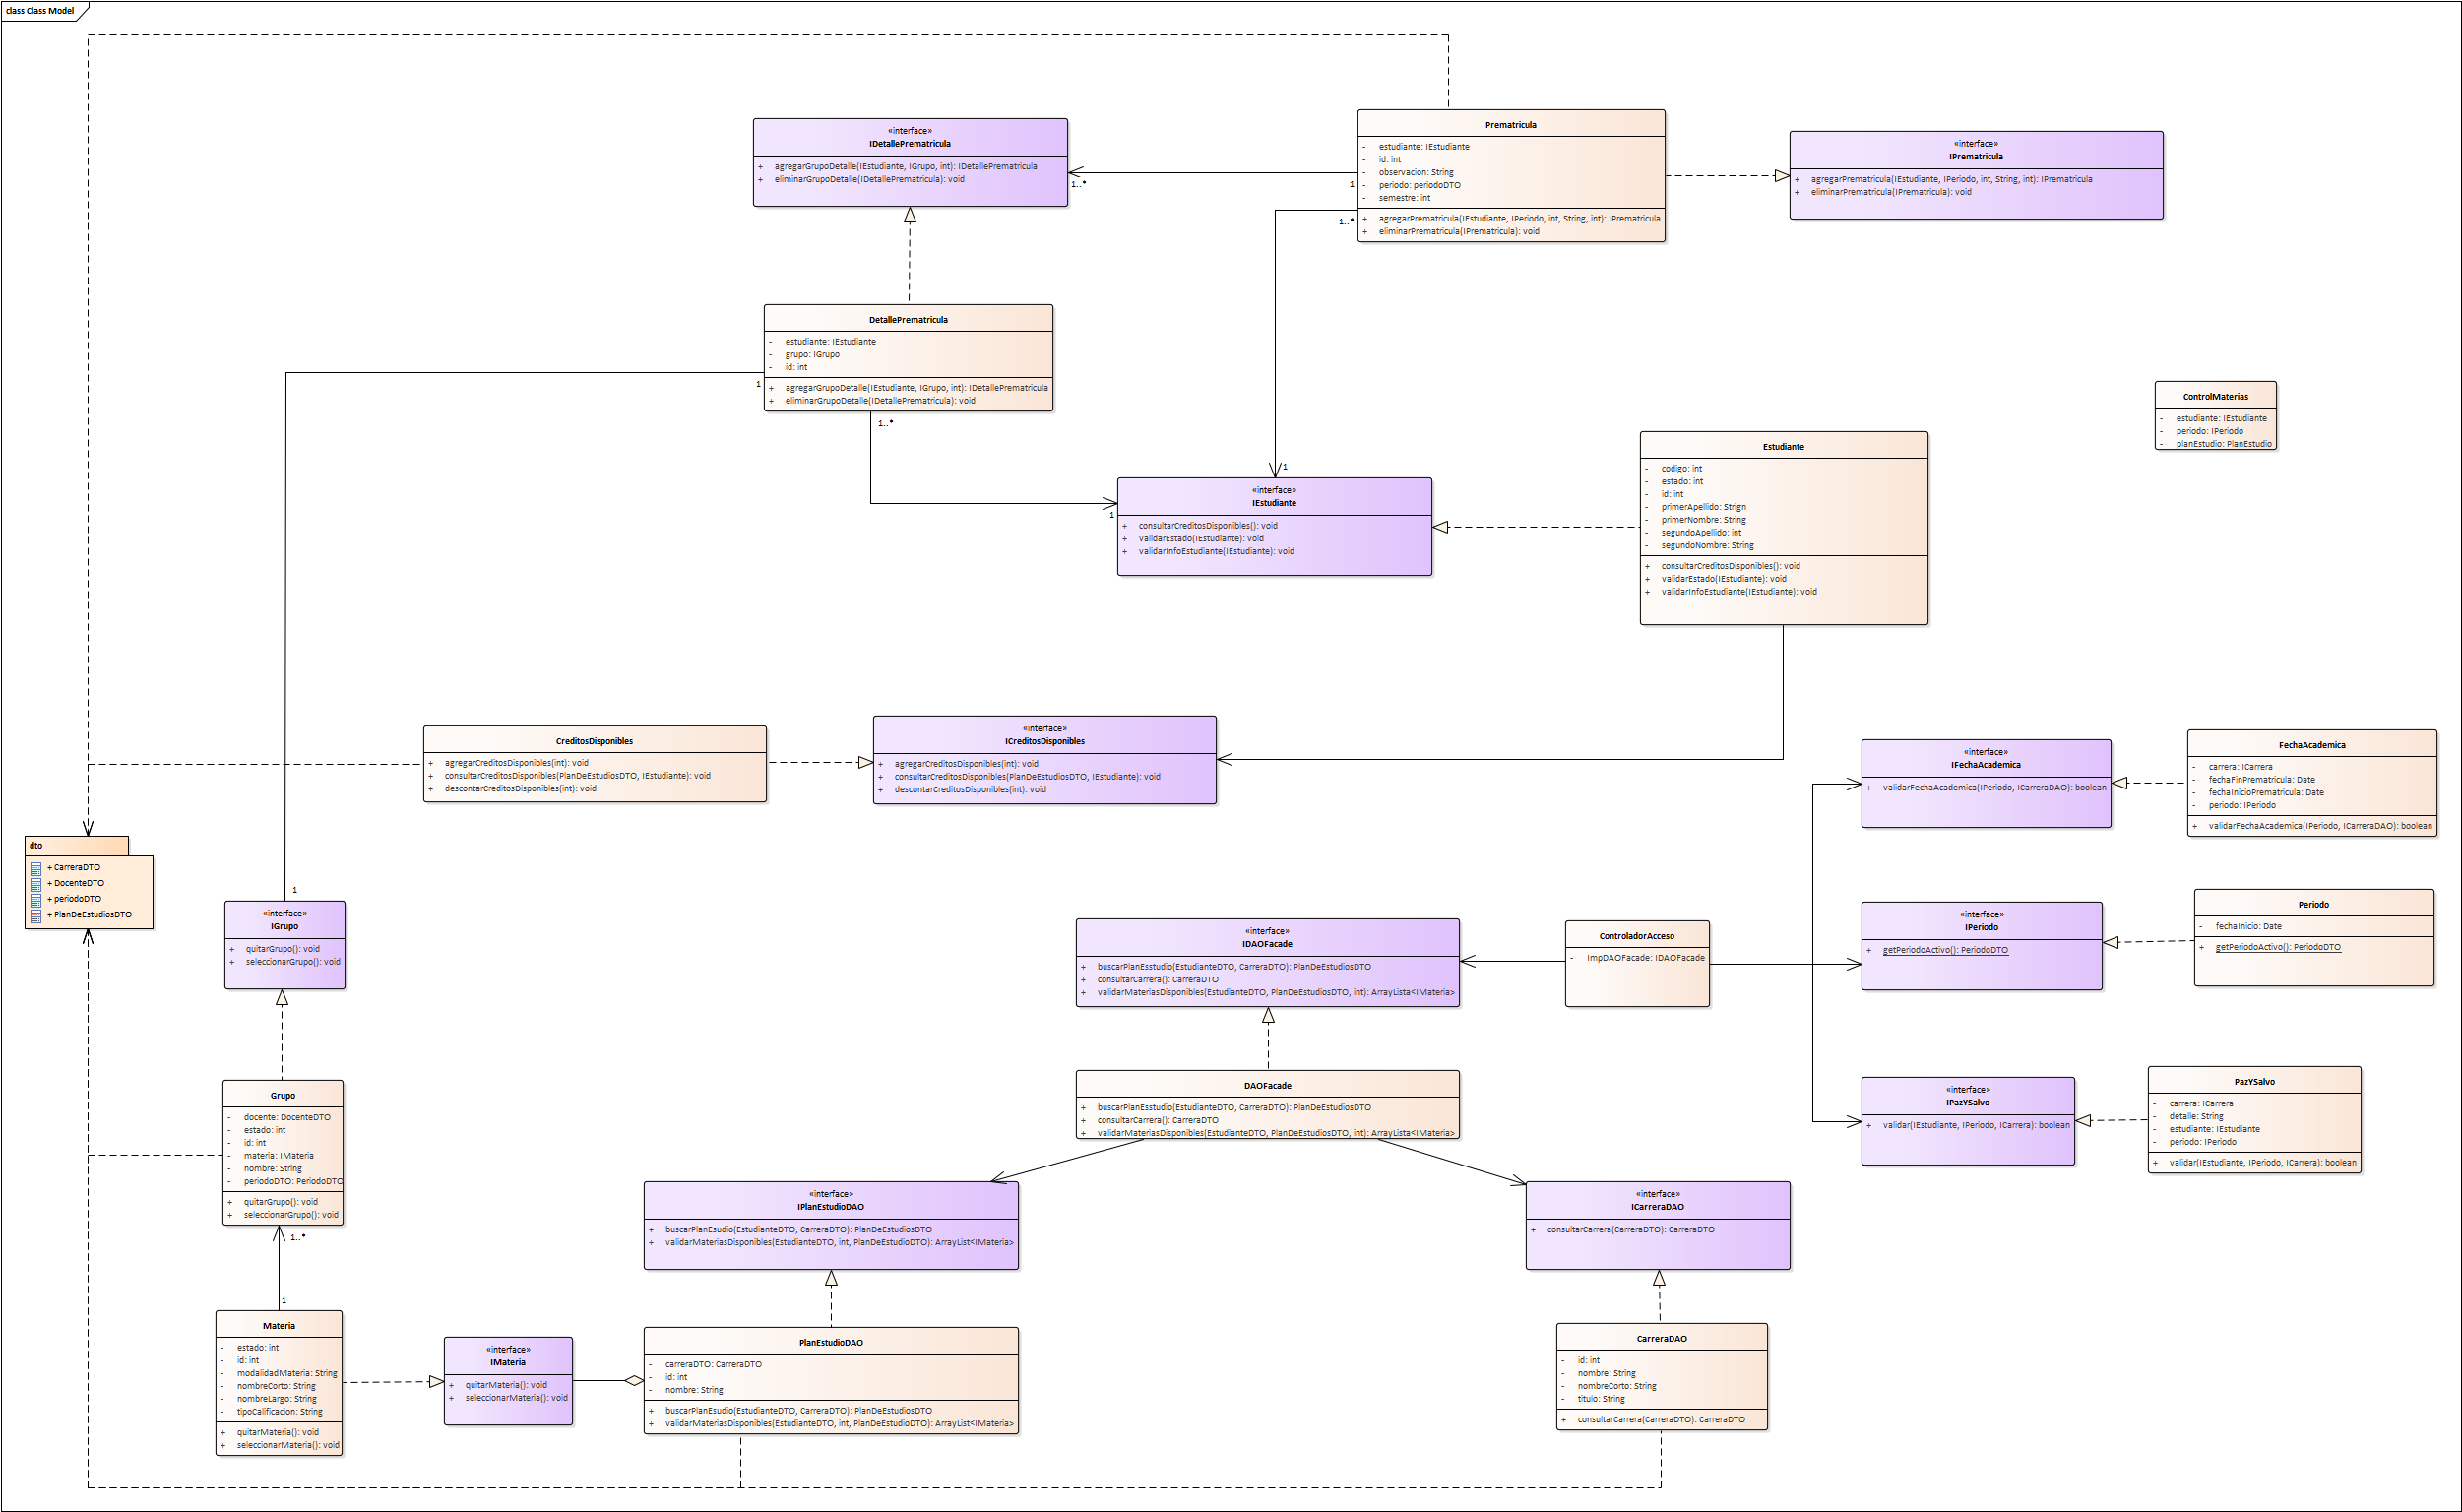 class Class Model
«interface»
IDetallePrematricula
+ agregarGrupoDetalle(IEstudiante, IGrupo, int): IDetallePrematricula
+ eliminarGrupoDetalle(IDetallePrematricula): void
1..*
Prematricula
- estudiante: IEstudiante
- id: int
- observacion: String
- periodo: periodoDTO
- semestre: int
+ agregarPrematricula(IEstudiante, IPeriodo, int, String, int): IPrematricula
+ eliminarPrematricula(IPrematricula): void
1
1..*
«interface»
IPrematricula
+ agregarPrematricula(IEstudiante, IPeriodo, int, String, int): IPrematricula
+ eliminarPrematricula(IPrematricula): void
DetallePrematricula
- estudiante: IEstudiante
- grupo: IGrupo
- id: int
+ agregarGrupoDetalle(IEstudiante, IGrupo, int): IDetallePrematricula
+ eliminarGrupoDetalle(IDetallePrematricula): void
1
1..*
ControlMaterias
- estudiante: IEstudiante
- periodo: IPeriodo
- planEstudio: PlanEstudio
1
«interface»
IEstudiante
+ consultarCreditosDisponibles(): void
+ validarEstado(IEstudiante): void
+ validarInfoEstudiante(IEstudiante): void
1
Estudiante
- codigo: int
- estado: int
- id: int
- primerApellido: Strign
- primerNombre: String
- segundoApellido: int
- segundoNombre: String
+ consultarCreditosDisponibles(): void
+ validarEstado(IEstudiante): void
+ validarInfoEstudiante(IEstudiante): void
CreditosDisponibles
+ agregarCreditosDisponibles(int): void
+ consultarCreditosDisponibles(PlanDeEstudiosDTO, IEstudiante): void
+ descontarCreditosDisponibles(int): void
«interface»
ICreditosDisponibles
+ agregarCreditosDisponibles(int): void
+ consultarCreditosDisponibles(PlanDeEstudiosDTO, IEstudiante): void
+ descontarCreditosDisponibles(int): void
«interface»
IFechaAcademica
+ validarFechaAcademica(IPeriodo, ICarreraDAO): boolean
FechaAcademica
- carrera: ICarrera
- fechaFinPrematricula: Date
- fechaInicioPrematricula: Date
- periodo: IPeriodo
+ validarFechaAcademica(IPeriodo, ICarreraDAO): boolean
dto
+ CarreraDTO
+ DocenteDTO
+ periodoDTO
+ PlanDeEstudiosDTO
1
«interface»
IGrupo
+ quitarGrupo(): void
+ seleccionarGrupo(): void
«interface»
IDAOFacade
+ buscarPlanEsstudio(EstudianteDTO, CarreraDTO): PlanDeEstudiosDTO
+ consultarCarrera(): CarreraDTO
+ validarMateriasDisponibles(EstudianteDTO, PlanDeEstudiosDTO, int): ArrayLista<IMateria>
ControladorAcceso
- ImpDAOFacade: IDAOFacade
«interface»
IPeriodo
+ getPeriodoActivo(): PeriodoDTO
Periodo
- fechaInicio: Date
+ getPeriodoActivo(): PeriodoDTO
Grupo
- docente: DocenteDTO
- estado: int
- id: int
- materia: IMateria
- nombre: String
- periodoDTO: PeriodoDTO
+ quitarGrupo(): void
+ seleccionarGrupo(): void
1..*
DAOFacade
+ buscarPlanEsstudio(EstudianteDTO, CarreraDTO): PlanDeEstudiosDTO
+ consultarCarrera(): CarreraDTO
+ validarMateriasDisponibles(EstudianteDTO, PlanDeEstudiosDTO, int): ArrayLista<IMateria>
«interface»
IPazYSalvo
+ validar(IEstudiante, IPeriodo, ICarrera): boolean
PazYSalvo
- carrera: ICarrera
- detalle: String
- estudiante: IEstudiante
- periodo: IPeriodo
+ validar(IEstudiante, IPeriodo, ICarrera): boolean
«interface»
IPlanEstudioDAO
+ buscarPlanEsudio(EstudianteDTO, CarreraDTO): PlanDeEstudiosDTO
+ validarMateriasDisponibles(EstudianteDTO, int, PlanDeEstudioDTO): ArrayList<IMateria>
«interface»
ICarreraDAO
+ consultarCarrera(CarreraDTO): CarreraDTO
1
Materia
- estado: int
- id: int
- modalidadMateria: String
- nombreCorto: String
- nombreLargo: String
- tipoCalificacion: String
+ quitarMateria(): void
+ seleccionarMateria(): void
«interface»
IMateria
+ quitarMateria(): void
+ seleccionarMateria(): void
PlanEstudioDAO
- carreraDTO: CarreraDTO
- id: int
- nombre: String
+ buscarPlanEsudio(EstudianteDTO, CarreraDTO): PlanDeEstudiosDTO
+ validarMateriasDisponibles(EstudianteDTO, int, PlanDeEstudioDTO): ArrayList<IMateria>
CarreraDAO
- id: int
- nombre: String
- nombreCorto: String
- titulo: String
+ consultarCarrera(CarreraDTO): CarreraDTO